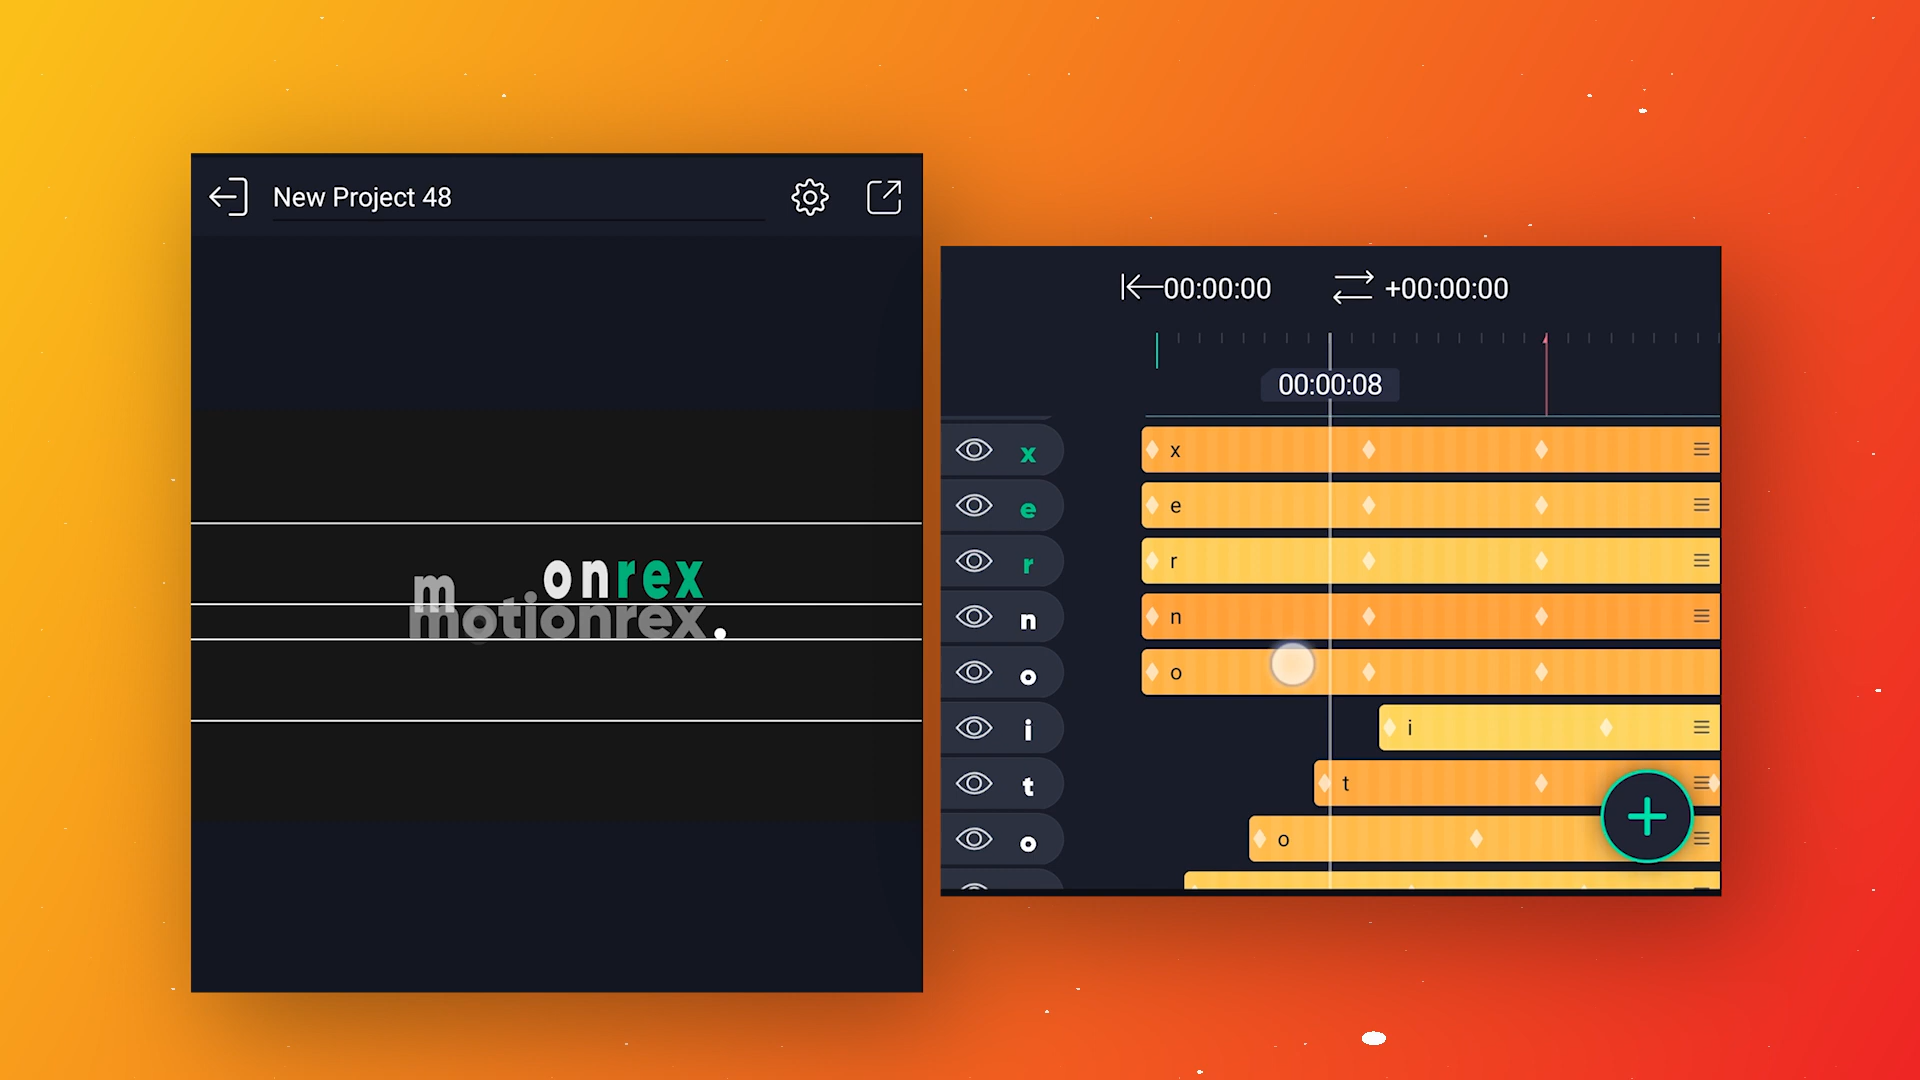 New Project 48
onrex
m
motionrex.
00:00:00
+00:00:00
00:00:08
x x
e e
r r
n n
o o
i i
t t
o o